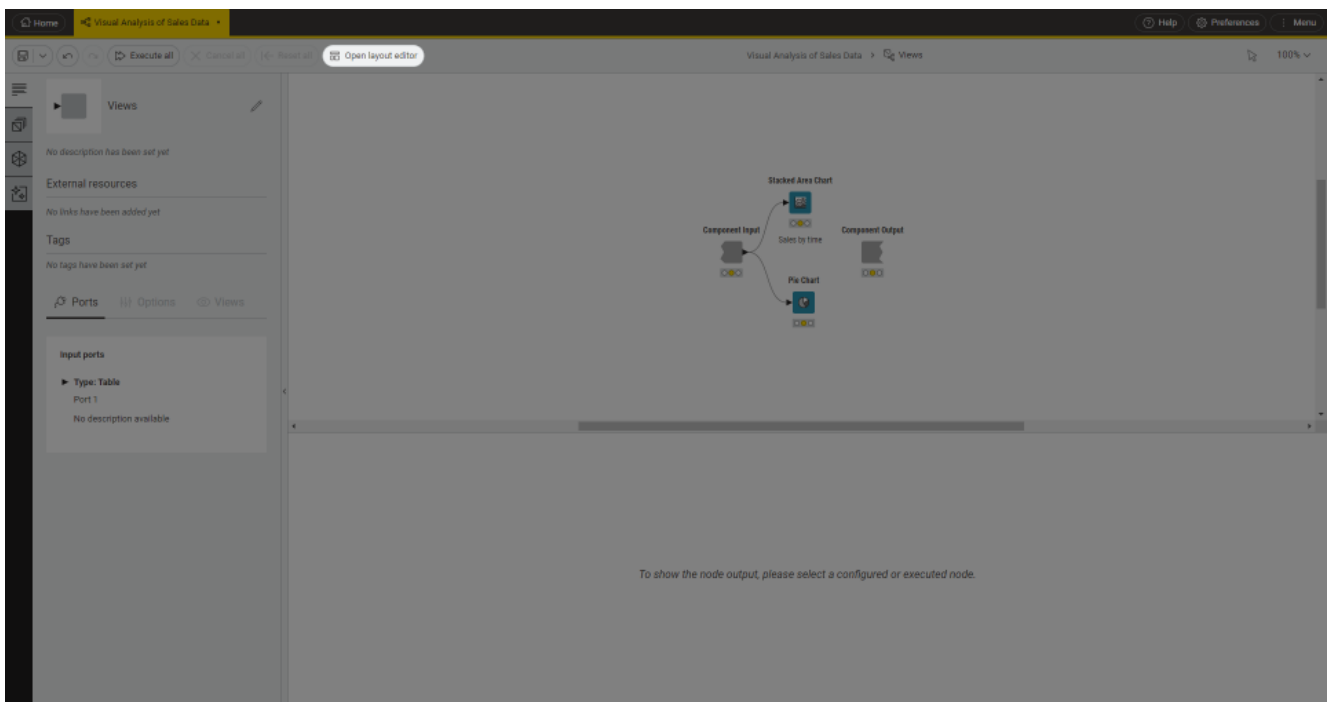 Home
Visual Analysis of Sales Data
Help
Preferences
Menu
Execute all
Cancel all
Reset all
Open layout editor
Visual Analysis of Sales Data > Views
100%
Views
No description has been set yet
External resources
No links have been added yet
Tags
No tags have been set yet
Ports
Options
Views
Input ports
Type: Table
Port 1
No description available
Stacked Area Chart
Component Input
Sales by time
Component Output
Pie Chart
To show the node output, please select a configured or executed node.